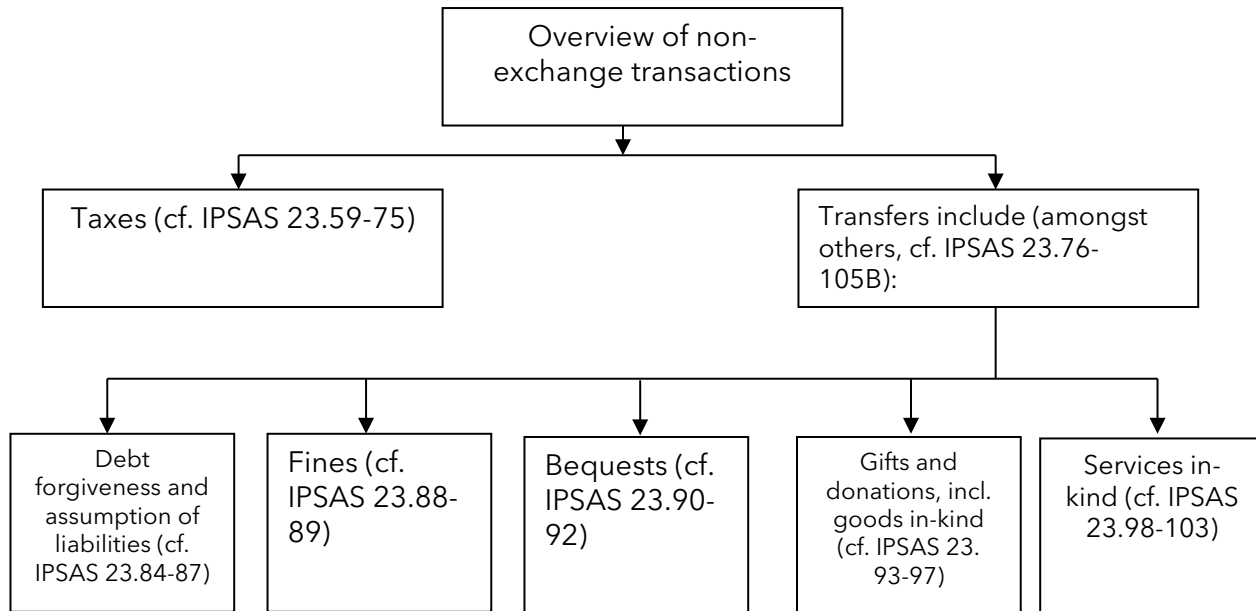 Overview of non-
exchange transactions
Taxes (cf. IPSAS 23.59-75)
Transfers include (amongst
others, cf. IPSAS 23.76-
105B):
Debt
forgiveness and
assumption of
liabilities (cf.
IPSAS 23.84-87)
Fines (cf.
IPSAS 23.88-
89)
Bequests (cf.
IPSAS 23.90-
92)
Gifts and
donations, incl.
goods in-kind
(cf. IPSAS 23.
93-97)
Services in-
kind (cf. IPSAS
23.98-103)